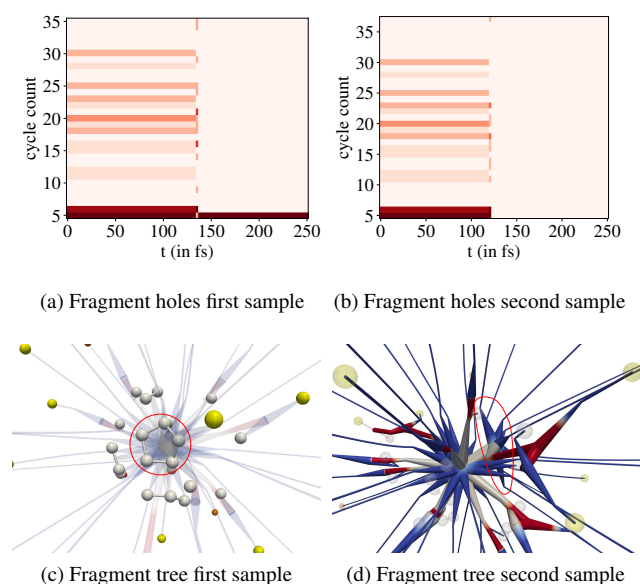 35
30
25
20
15
10
5
cycle count
0 50 100 150 200 250
t (in fs)
(a) Fragment holes first sample
35
30
25
20
15
10
5
cycle count
0 50 100 150 200 250
t (in fs)
(b) Fragment holes second sample
(c) Fragment tree first sample
(d) Fragment tree second sample